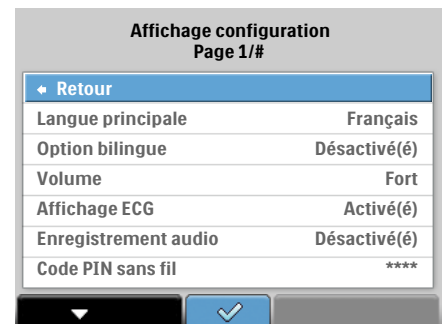 Affichage configuration
Page 1/#
Retour
Langue principale Français
Option bilingue Désactivé(é)
Volume Fort
Affichage ECG Activé(é)
Enregistrement audio Désactivé(é)
Code PIN sans fil ****